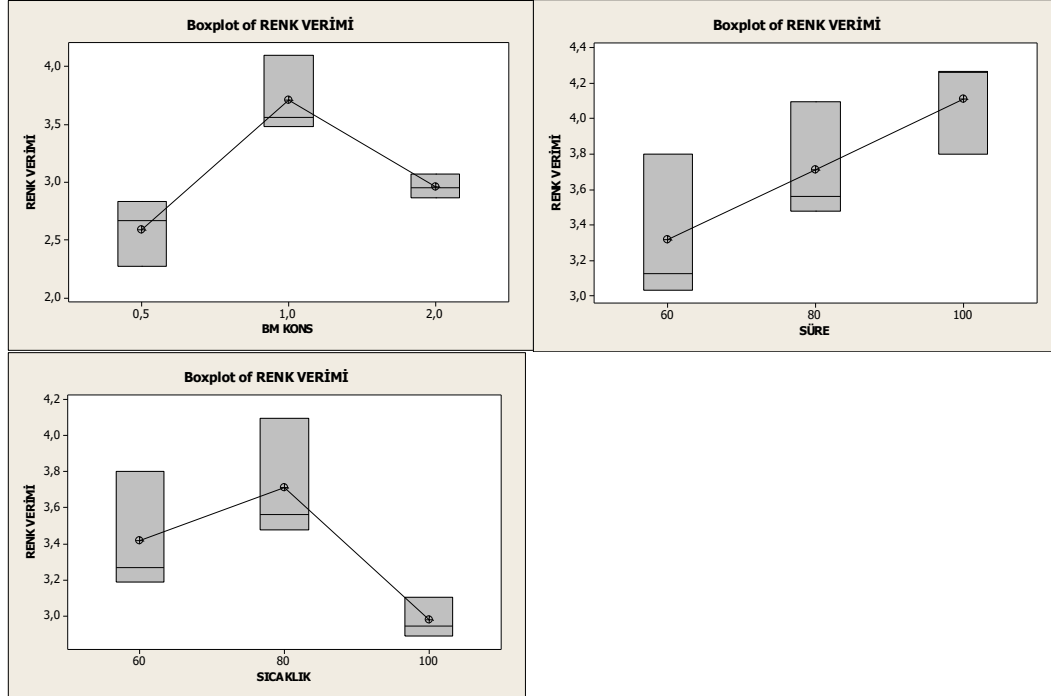 Boxplot of RENK VERİMİ
RENK VERİMİ
4,0
3,5
3,0
2,5
2,0
0,5 1,0 2,0
BM KONS
Boxplot of RENK VERİMİ
RENK VERİMİ
4,4
4,2
4,0
3,8
3,6
3,4
3,2
3,0
60 80 100
SÜRE
Boxplot of RENK VERİMİ
RENK VERİMİ
4,2
4,0
3,8
3,6
3,4
3,2
3,0
60 80 100
SICAKLIK